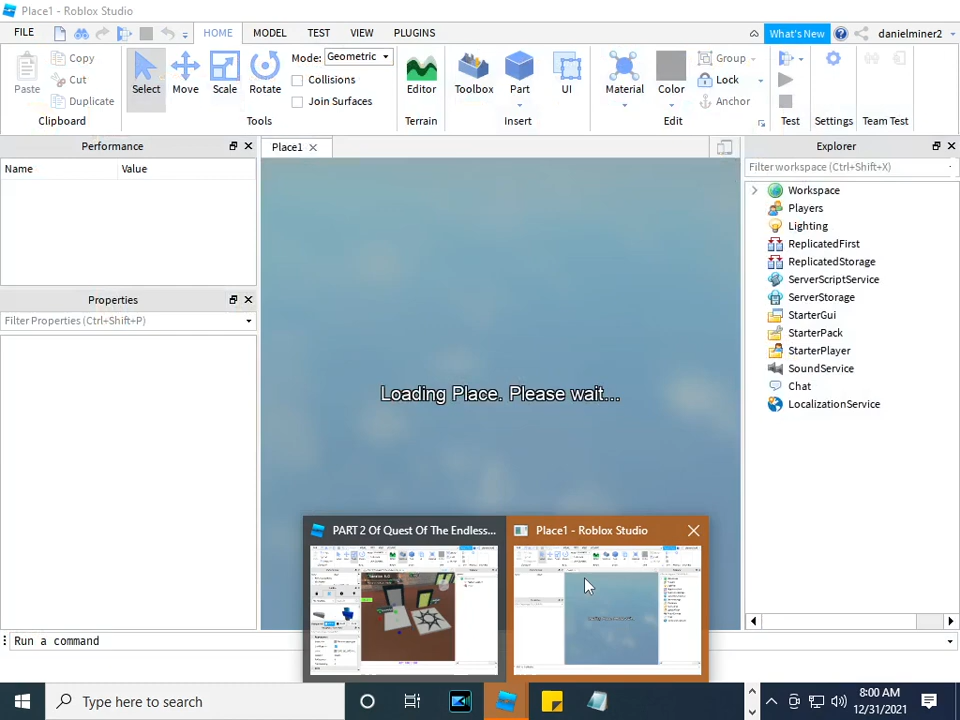 Place1 - Roblox Studio
FILE HOME MODEL TEST VIEW PLUGINS What's New danielminer2
Paste
Copy
Cut
Duplicate
Clipboard
Select Move Scale Rotate
Mode: Geometric
Collisions
Join Surfaces
Tools
Editor
Terrain
Toolbox Part UI
Insert
Material Color
Group
Lock
Anchor
Edit
Test
Settings
Team Test
Performance
Name Value
Properties
Filter Properties (Ctrl+Shift+P)
Place1
Loading Place. Please wait...
Explorer
Filter workspace (Ctrl+Shift+X)
Workspace
Players
Lighting
ReplicatedFirst
ReplicatedStorage
ServerScriptService
ServerStorage
StarterGui
StarterPack
StarterPlayer
SoundService
Chat
LocalizationService
PART 2 Of Quest Of The Endless...
Place1 - Roblox Studio
Run a command
Type here to search
8:00 AM
12/31/2021